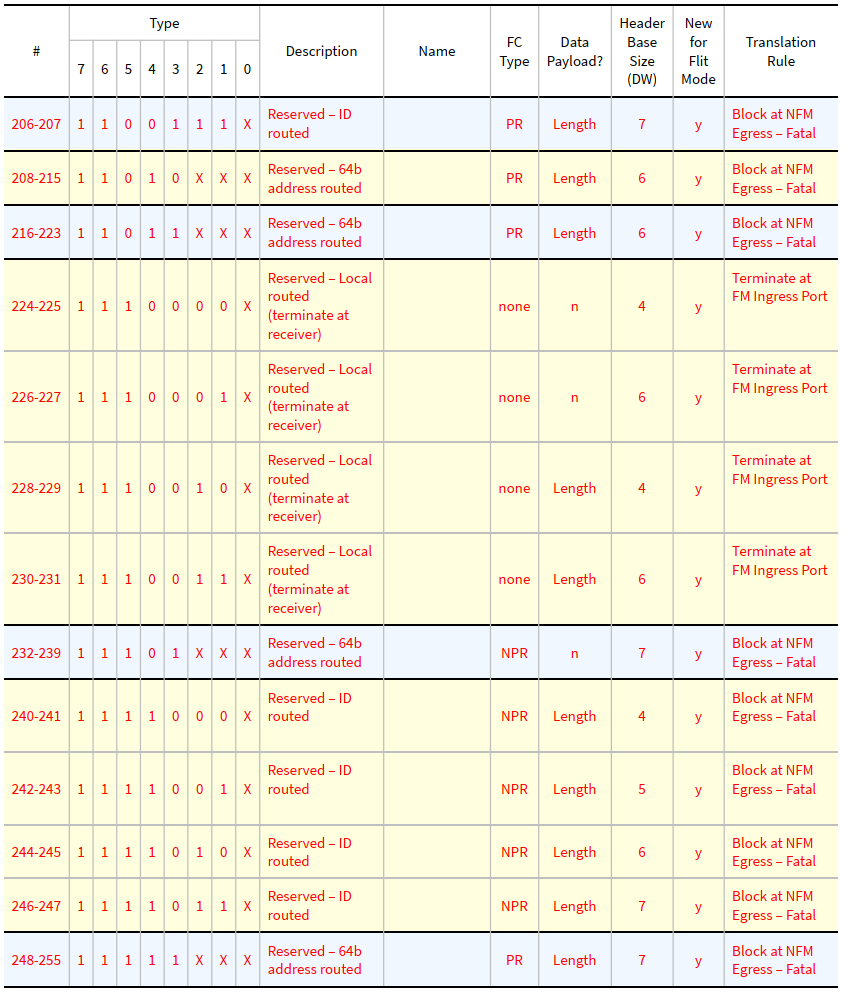 # Type Description Name FC Type Data Payload? Header Base Size (DW) New for Flit Mode Translation Rule
7 6 5 4 3 2 1 0
206-207 1 1 0 0 1 1 1 X Reserved – ID routed PR Length 7 y Block at NFM Egress – Fatal
208-215 1 1 0 1 0 X X X Reserved – 64b address routed PR Length 6 y Block at NFM Egress – Fatal
216-223 1 1 0 1 1 X X X Reserved – 64b address routed PR Length 6 y Block at NFM Egress – Fatal
224-225 1 1 1 0 0 0 0 X Reserved – Local routed (terminate at receiver) none n 4 y Terminate at FM Ingress Port
226-227 1 1 1 0 0 0 1 X Reserved – Local routed (terminate at receiver) none n 6 y Terminate at FM Ingress Port
228-229 1 1 1 0 0 1 0 X Reserved – Local routed (terminate at receiver) none Length 4 y Terminate at FM Ingress Port
230-231 1 1 1 0 0 1 1 X Reserved – Local routed (terminate at receiver) none Length 6 y Terminate at FM Ingress Port
232-239 1 1 1 0 1 X X X Reserved – 64b address routed NPR n 7 y Block at NFM Egress – Fatal
240-241 1 1 1 1 0 0 0 X Reserved – ID routed NPR Length 4 y Block at NFM Egress – Fatal
242-243 1 1 1 1 0 0 1 X Reserved – ID routed NPR Length 5 y Block at NFM Egress – Fatal
244-245 1 1 1 1 0 1 0 X Reserved – ID routed NPR Length 6 y Block at NFM Egress – Fatal
246-247 1 1 1 1 0 1 1 X Reserved – ID routed NPR Length 7 y Block at NFM Egress – Fatal
248-255 1 1 1 1 1 X X X Reserved – 64b address routed PR Length 7 y Block at NFM Egress – Fatal